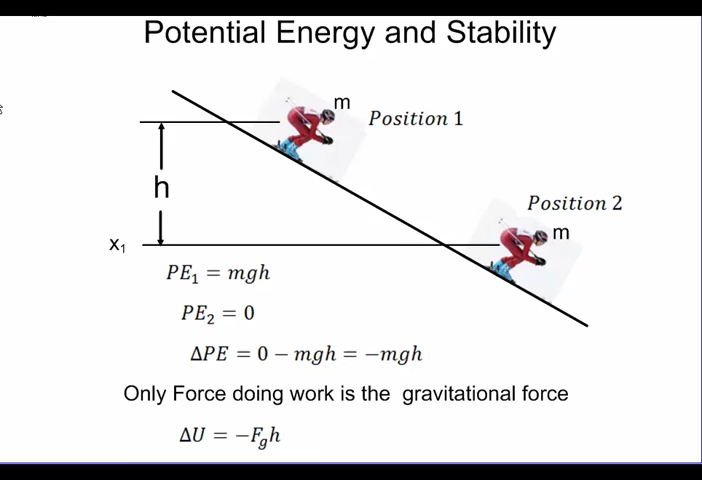 Potential Energy and Stability
m
Position 1
h
Position 2
m
x₁
PE₁ = mgh
PE₂ = 0
ΔPE = 0 − mgh = −mgh
Only Force doing work is the gravitational force
ΔU = −F_g h